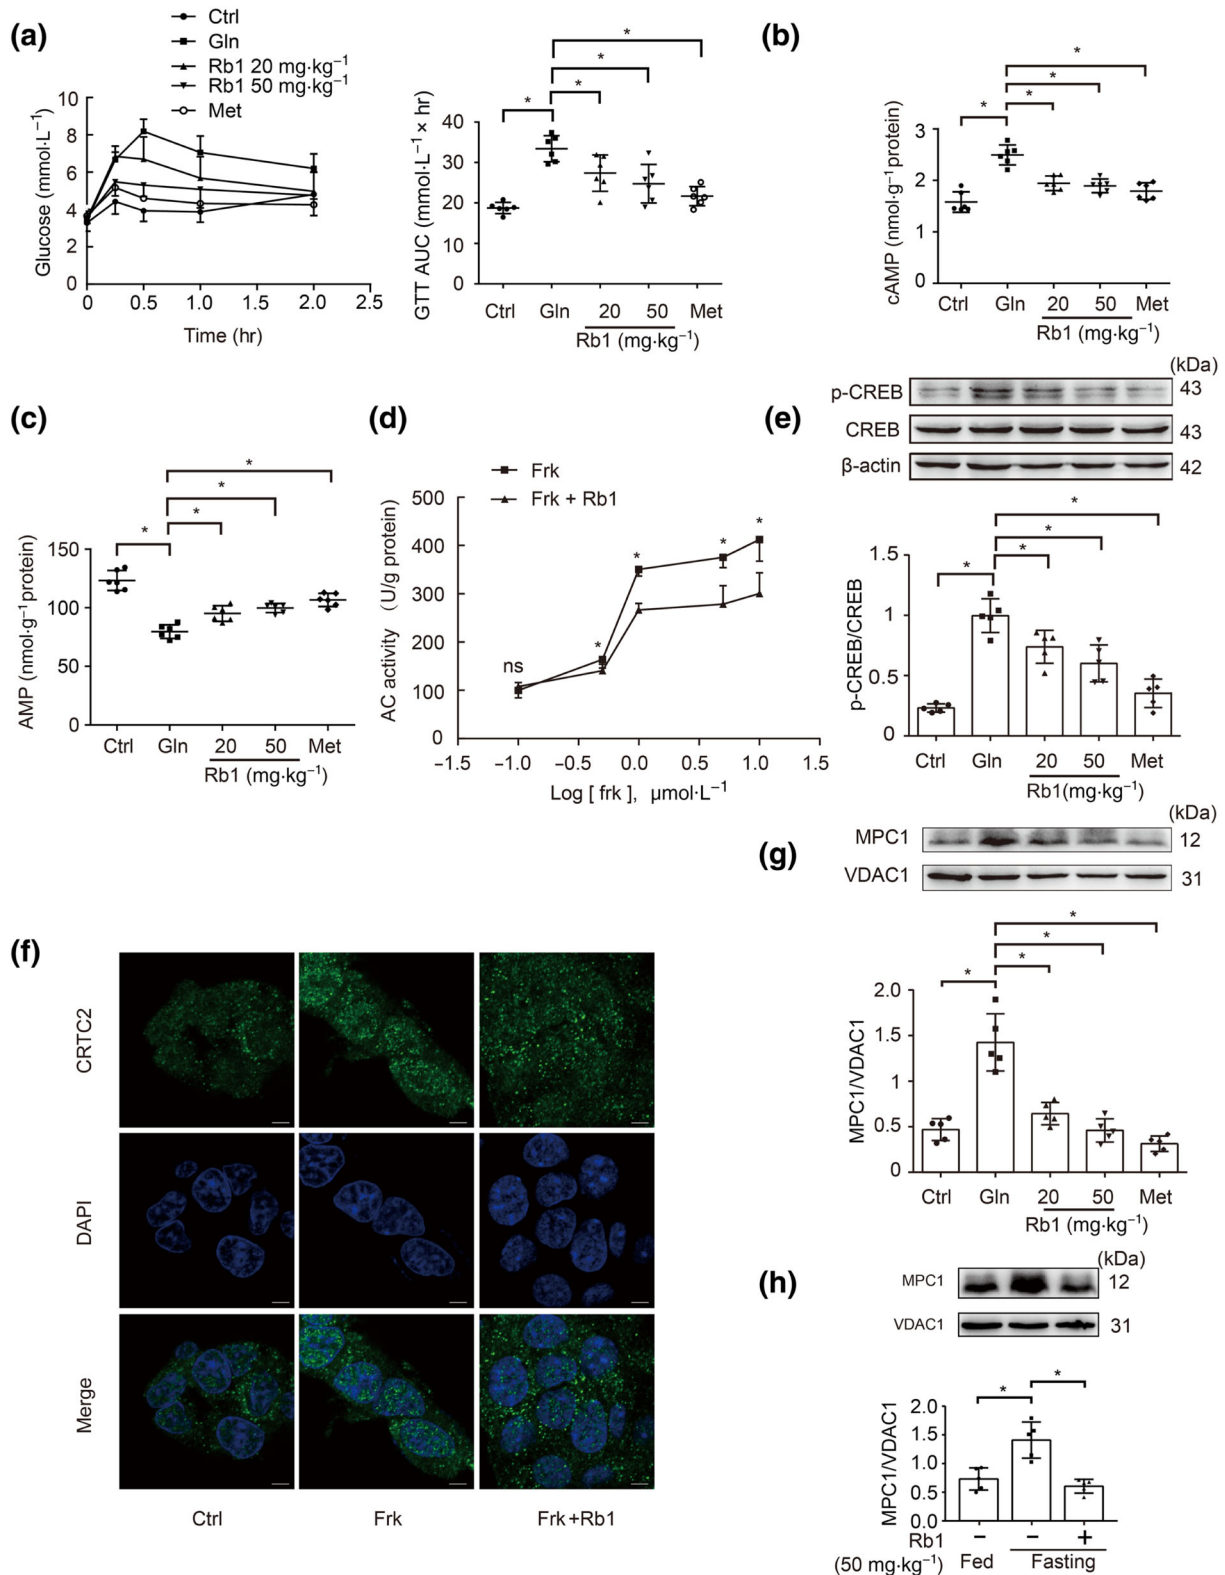 (a)
Ctrl
Gln
Rb1 20 mg·kg⁻¹
Rb1 50 mg·kg⁻¹
Met
Glucose (mmol·L⁻¹)
10
8
6
4
2
0
0 0.5 1.0 1.5 2.0 2.5
Time (hr)
* * * *
GTT AUC (mmol·L⁻¹ × hr)
40
30
20
10
0
Ctrl Gln 20 50 Met
Rb1 (mg·kg⁻¹)
(b)
* * * *
cAMP (nmol·g⁻¹ protein)
3
2
1
0
Ctrl Gln 20 50 Met
Rb1 (mg·kg⁻¹)
(c)
* * * *
AMP (nmol·g⁻¹ protein)
150
100
50
0
Ctrl Gln 20 50 Met
Rb1 (mg·kg⁻¹)
(d)
Frk
Frk + Rb1
AC activity (U/g protein)
500
400
300
200
100
0
ns * * * *
−1.5 −1.0 −0.5 0.0 0.5 1.0 1.5
Log [ frk ], μmol·L⁻¹
(e)
(kDa)
p-CREB 43
CREB 43
β-actin 42
* * * *
p-CREB/CREB
1.5
1
0.5
0
Ctrl Gln 20 50 Met
Rb1(mg·kg⁻¹)
(f)
CRTC2
DAPI
Merge
Ctrl Frk Frk+Rb1
(g)
(kDa)
MPC1 12
VDAC1 31
* * * *
MPC1/VDAC1
2.0
1.5
1
0.5
0
Ctrl Gln 20 50 Met
Rb1 (mg·kg⁻¹)
(h)
(kDa)
MPC1 12
VDAC1 31
* *
MPC1/VDAC1
2.0
1.5
1.0
0.5
0.0
Rb1 − − +
(50 mg·kg⁻¹) Fed Fasting